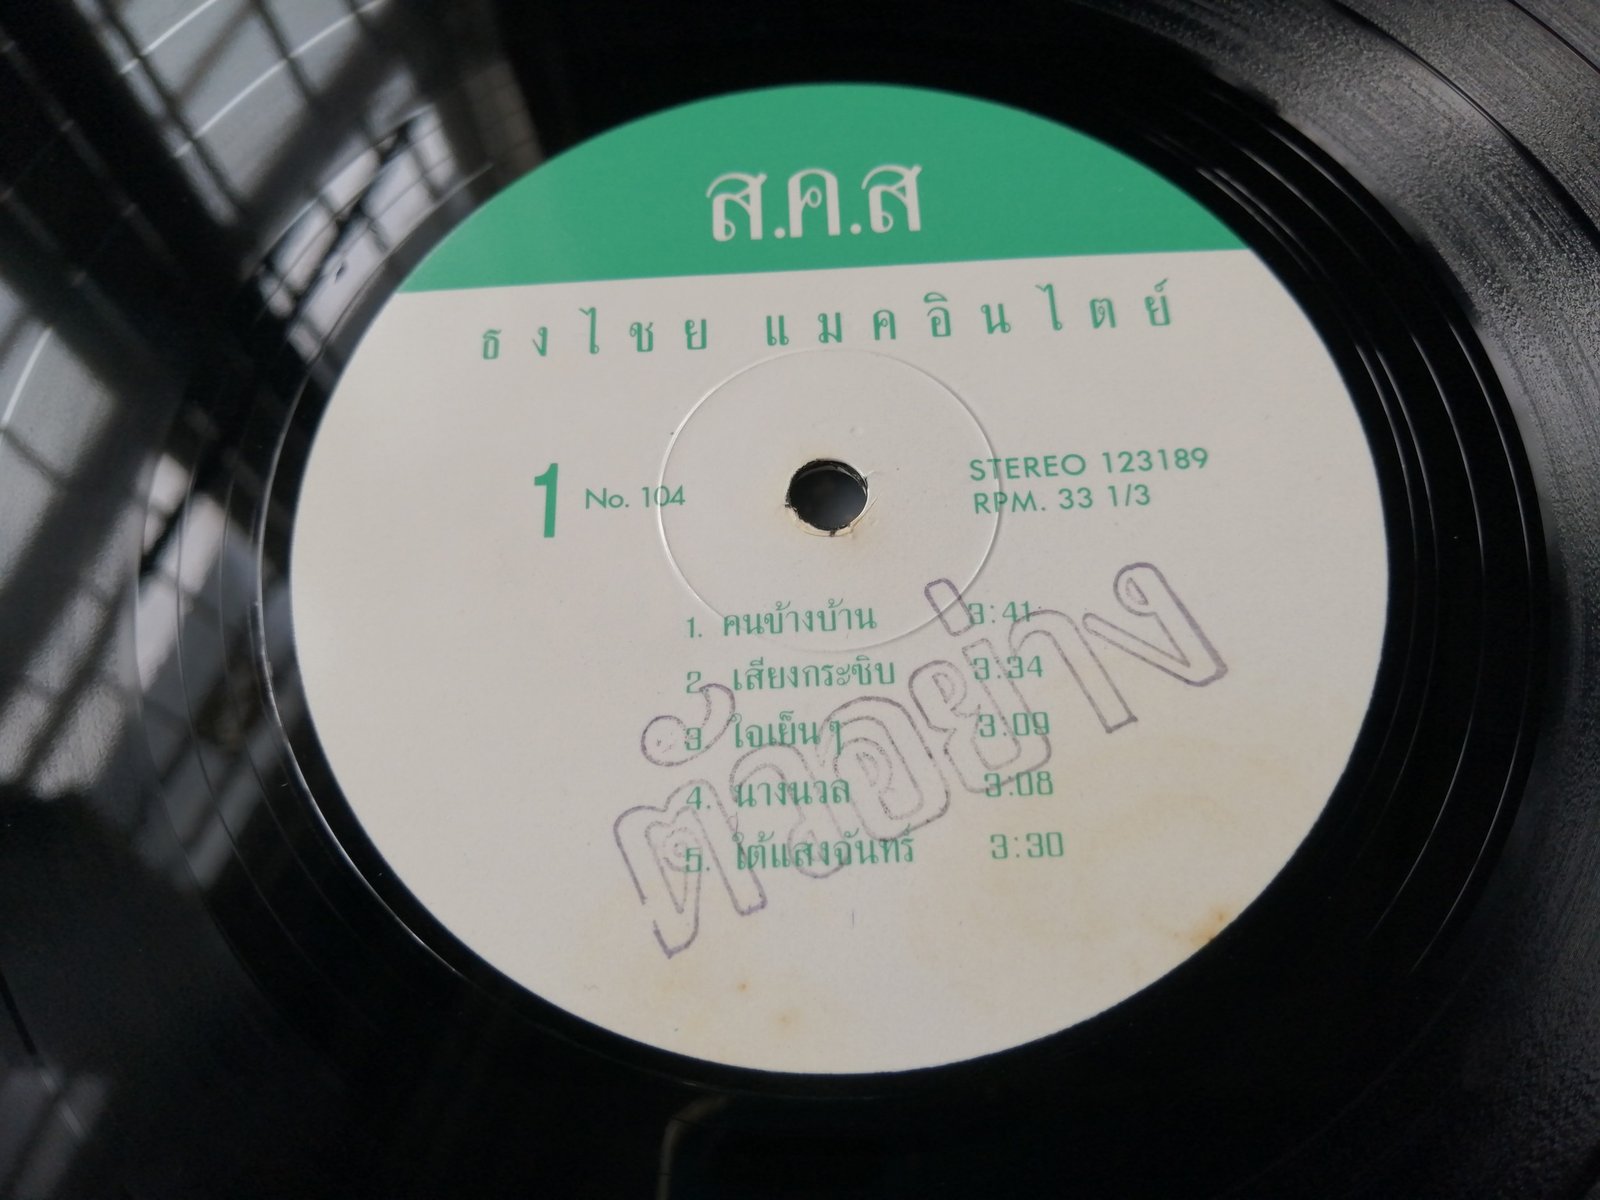 ส.ค.ส
ธงไชย แมคอินไตย์
1 No. 104
STEREO 123189
RPM. 33 1/3
1. คนข้างบ้าน 3:41
2. เสียงกระซิบ 3.34
3. ใจเย็นๆ 3.09
4. นางนวล 3:08
5. ใต้แสงจันทร์ 3:30
ตัวอย่าง